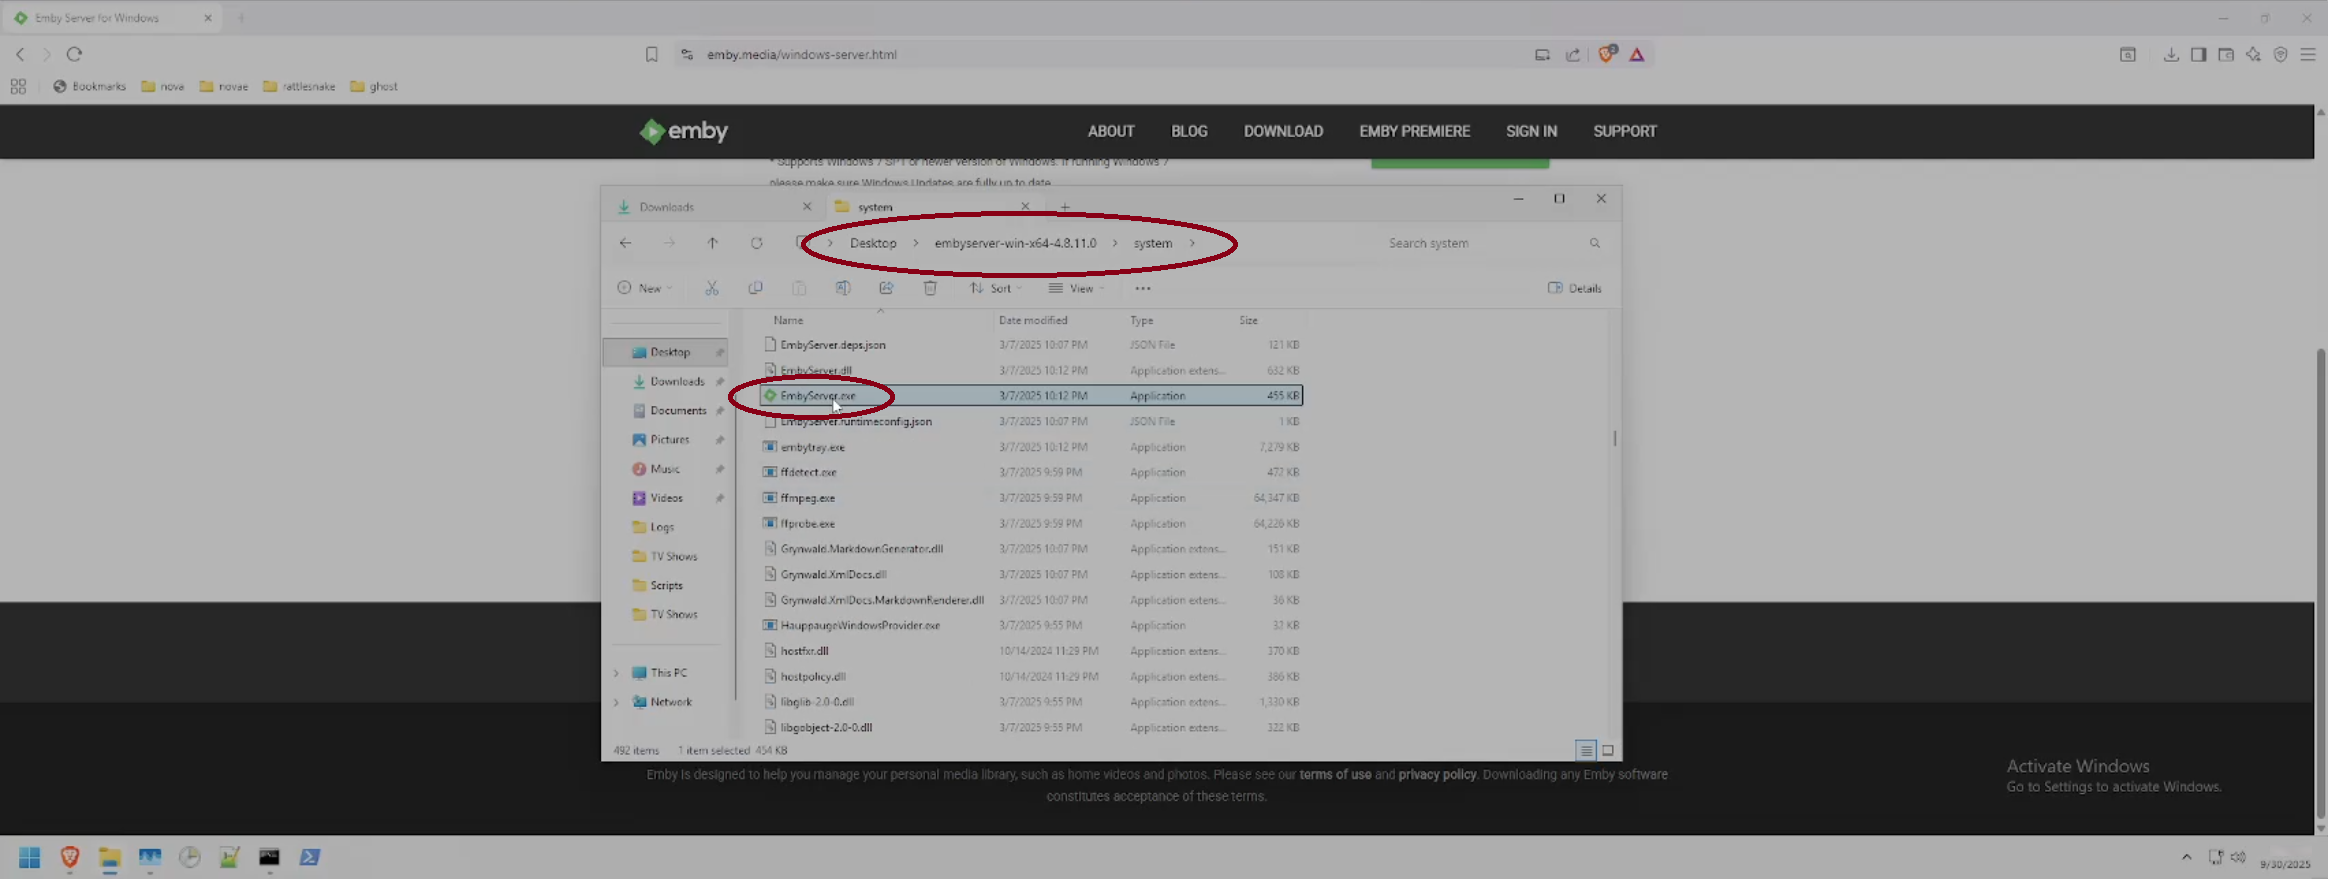 Emby Server for Windows
emby.media/windows-server.html
Bookmarks nova novae rattlesnake ghost
emby ABOUT BLOG DOWNLOAD EMBY PREMIERE SIGN IN SUPPORT
* Supports Windows 7 SP1 or newer version of Windows. If running Windows 7
please make sure Windows Updates are fully up to date.
Downloads system
Desktop > embyserver-win-x64-4.8.11.0 > system > Search system
New Sort View ... Details
Name Date modified Type Size
EmbyServer.deps.json 3/7/2025 10:07 PM JSON File 121 KB
EmbyServer.dll 3/7/2025 10:12 PM Application extens... 632 KB
EmbyServer.exe 3/7/2025 10:12 PM Application 455 KB
EmbyServer.runtimeconfig.json 3/7/2025 10:07 PM JSON File 1 KB
embytray.exe 3/7/2025 10:12 PM Application 7,279 KB
ffdetect.exe 3/7/2025 9:59 PM Application 472 KB
ffmpeg.exe 3/7/2025 9:59 PM Application 64,347 KB
ffprobe.exe 3/7/2025 9:59 PM Application 64,226 KB
Grynwald.MarkdownGenerator.dll 3/7/2025 10:07 PM Application extens... 151 KB
Grynwald.XmlDocs.dll 3/7/2025 10:07 PM Application extens... 108 KB
Grynwald.XmlDocs.MarkdownRenderer.dll 3/7/2025 10:07 PM Application extens... 36 KB
HauppaugeWindowsProvider.exe 3/7/2025 9:55 PM Application 32 KB
hostfxr.dll 10/14/2024 11:29 PM Application extens... 370 KB
hostpolicy.dll 10/14/2024 11:29 PM Application extens... 386 KB
libglib-2.0-0.dll 3/7/2025 9:55 PM Application extens... 1,330 KB
libgobject-2.0-0.dll 3/7/2025 9:55 PM Application extens... 322 KB
Desktop
Downloads
Documents
Pictures
Music
Videos
Logs
TV Shows
Scripts
TV Shows
This PC
Network
492 items 1 item selected 454 KB
Emby is designed to help you manage your personal media library, such as home videos and photos. Please see our terms of use and privacy policy. Downloading any Emby software
constitutes acceptance of these terms.
Activate Windows
Go to Settings to activate Windows.
9/30/2025